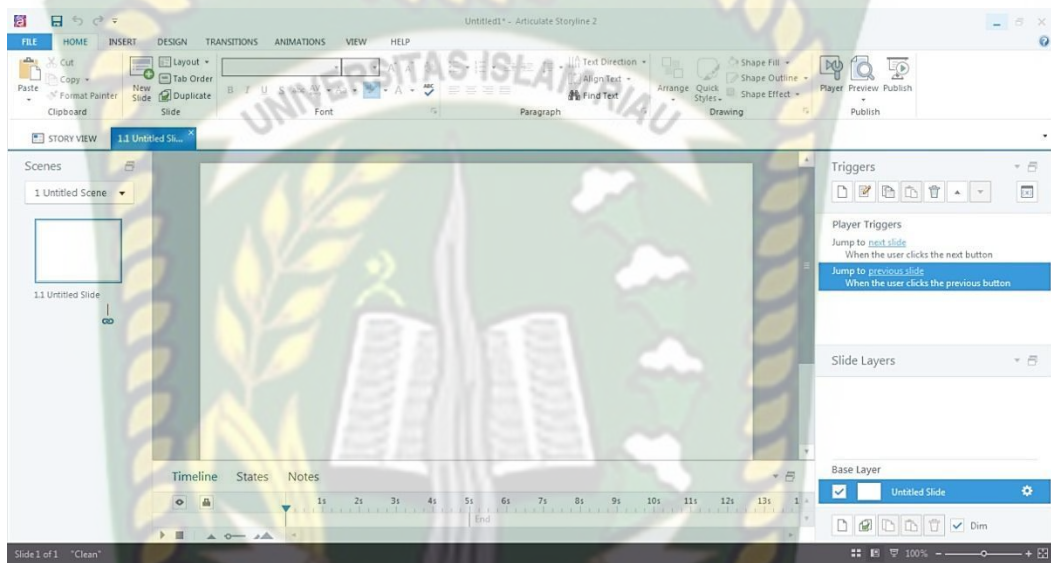 Untitled1* - Articulate Storyline 2
FILE HOME INSERT DESIGN TRANSITIONS ANIMATIONS VIEW HELP
Paste
Cut
Copy
Format Painter
Clipboard
New Slide
Layout
Tab Order
Duplicate
Slide
B I U S
Font
Paragraph
Text Direction
Align Text
Find Text
Arrange
Quick Styles
Shape Fill
Shape Outline
Shape Effect
Drawing
Player Preview Publish
Publish
UNIVERSITAS ISLAM RIAU
STORY VIEW 1.1 Untitled Sli...
Scenes
1 Untitled Scene
1.1 Untitled Slide
Triggers
Player Triggers
Jump to next slide
When the user clicks the next button
Jump to previous slide
When the user clicks the previous button
Slide Layers
Base Layer
Untitled Slide
Dim
Timeline States Notes
1s 2s 3s 4s 5s 6s 7s 8s 9s 10s 11s 12s 13s 1
End
Slide 1 of 1 "Clean" 100%